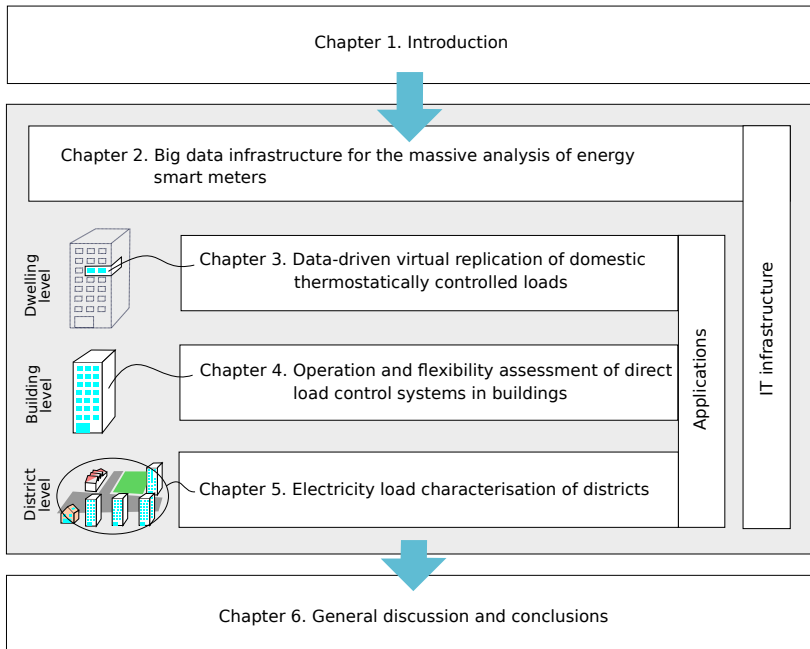 Chapter 1. Introduction
Chapter 2. Big data infrastructure for the massive analysis of energy
smart meters
IT infrastructure
Dwelling
level
Chapter 3. Data-driven virtual replication of domestic
thermostatically controlled loads
Applications
Building
level
Chapter 4. Operation and flexibility assessment of direct
load control systems in buildings
District
level
Chapter 5. Electricity load characterisation of districts
Chapter 6. General discussion and conclusions